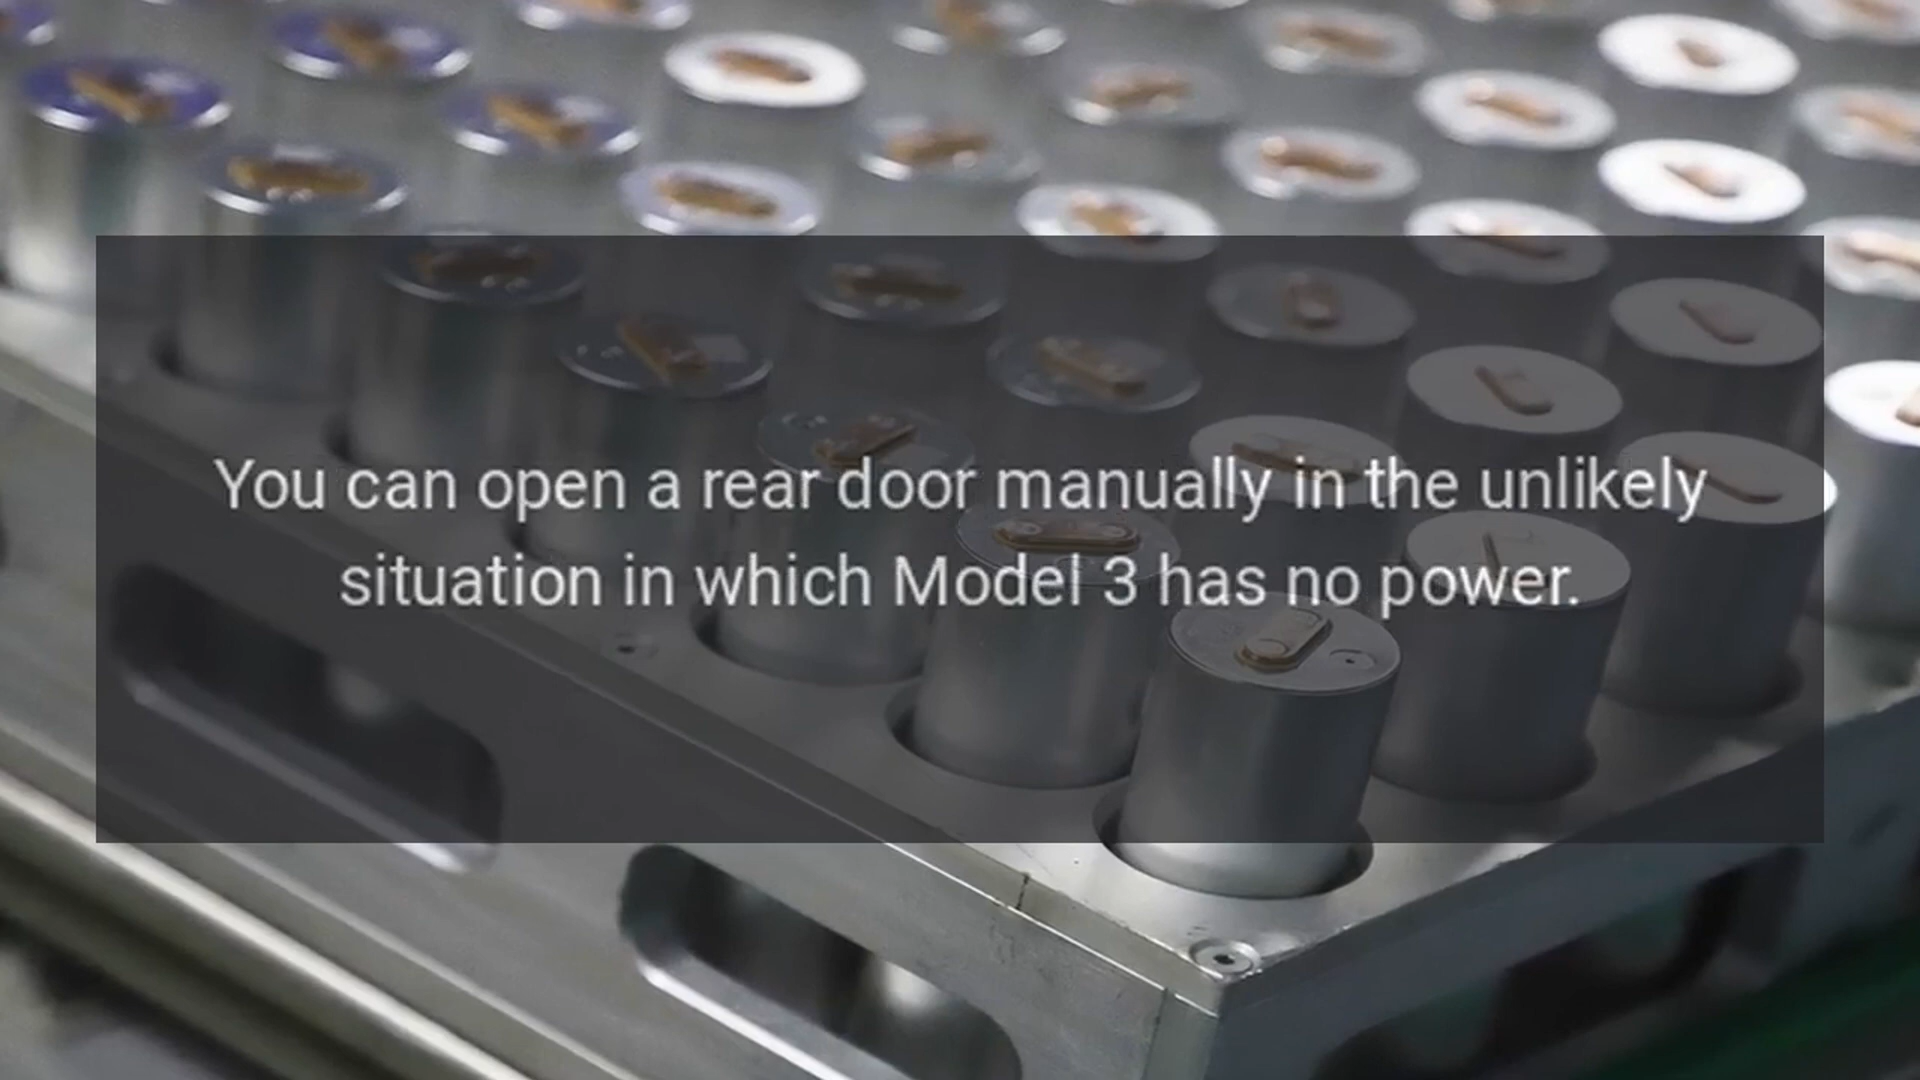 You can open a rear door manually in the unlikely
situation in which Model 3 has no power.